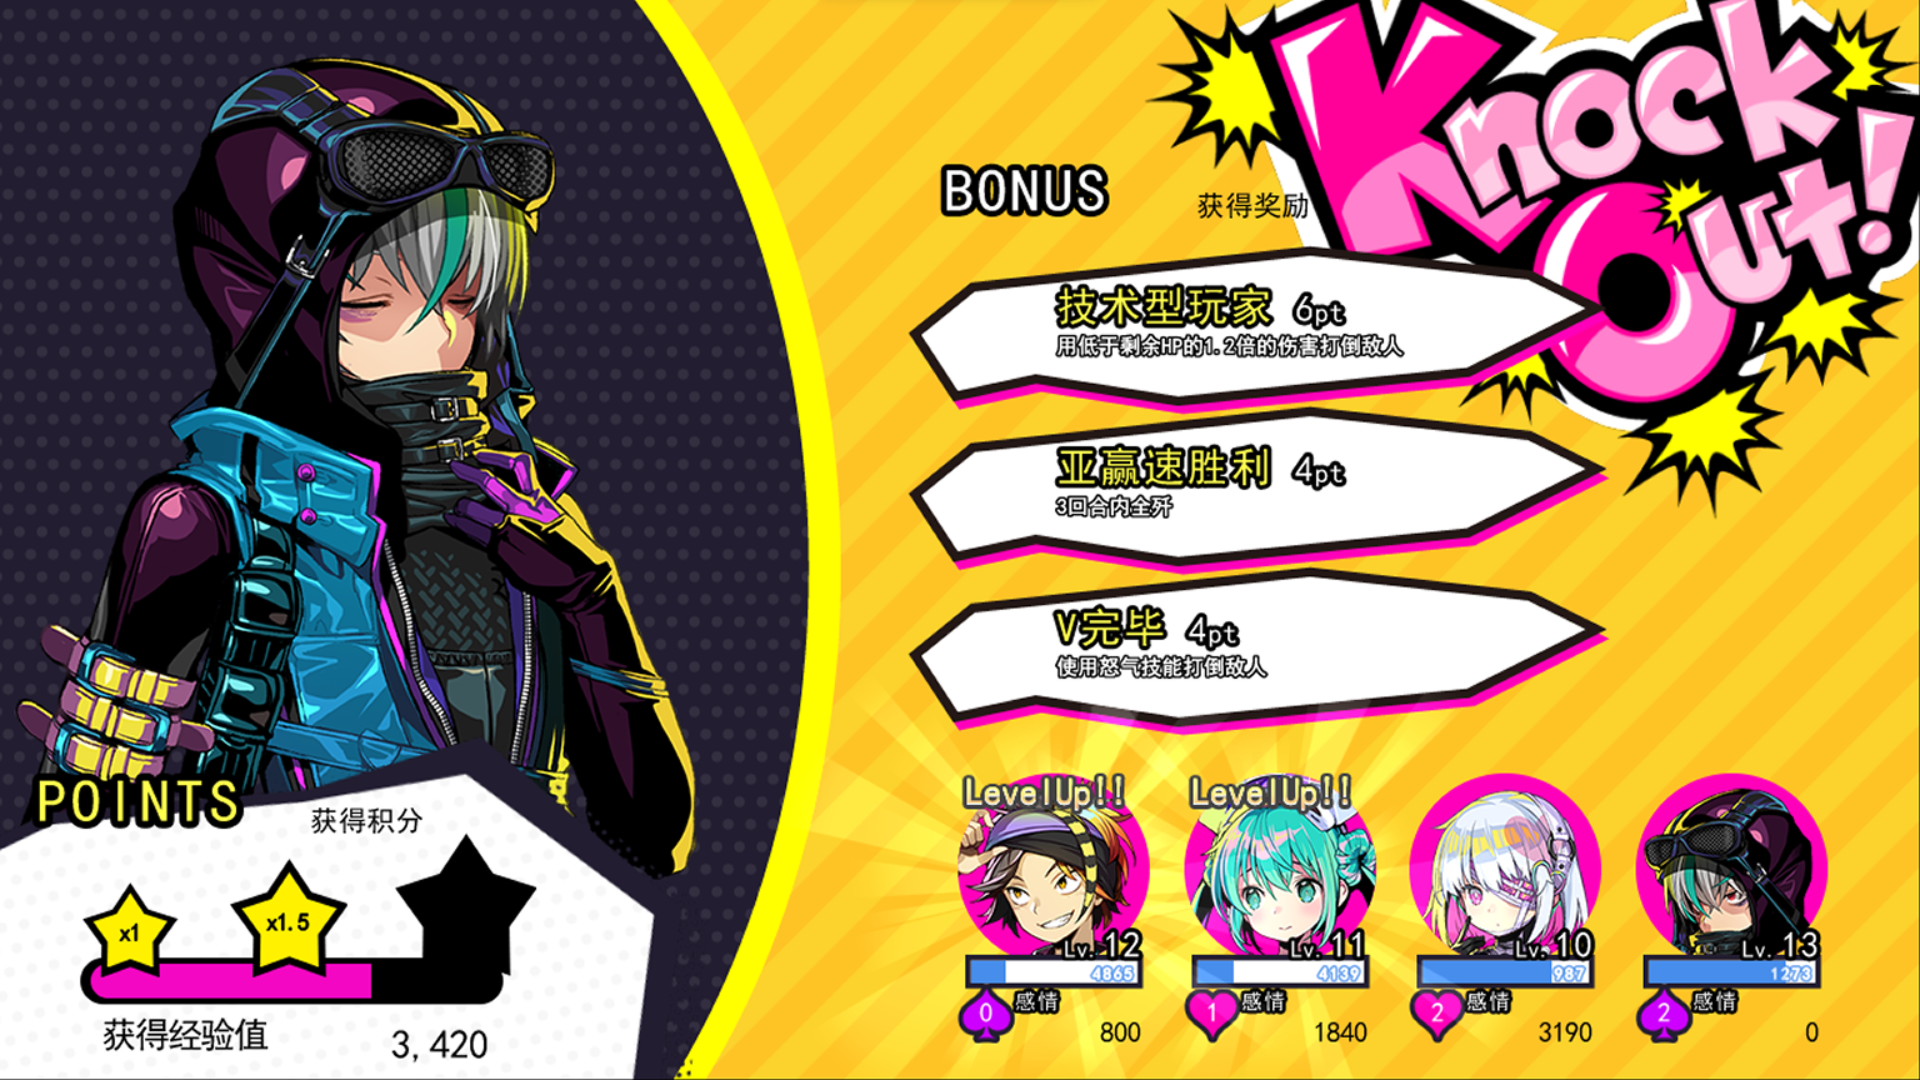 Knock
Out!
BONUS
获得奖励
技术型玩家 6pt
用低于剩余HP的1.2倍的伤害打倒敌人
亚赢速胜利 4pt
3回合内全歼
V完毕 4pt
使用怒气技能打倒敌人
POINTS
获得积分
x1
x1.5
获得经验值
3,420
LevelUp!!
LevelUp!!
Lv.12
Lv.11
Lv.10
Lv.13
4865
4139
987
1273
0
感情
1
感情
2
感情
2
感情
800
1840
3190
0